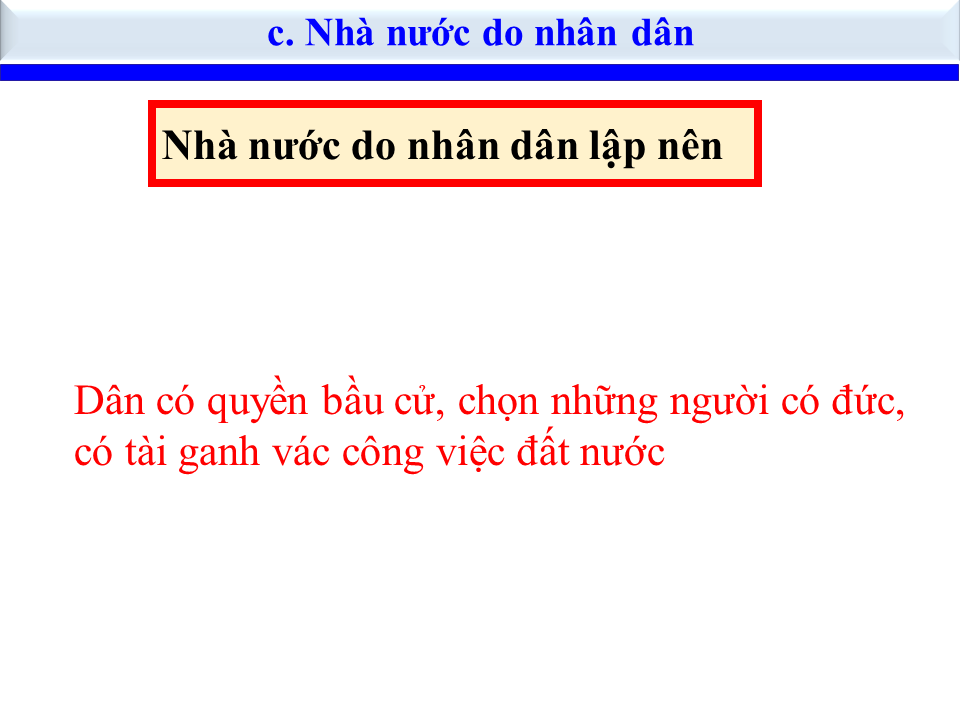 c. Nhà nước do nhân dân
Nhà nước do nhân dân lập nên
Dân có quyền bầu cử, chọn những người có đức,
có tài ganh vác công việc đất nước